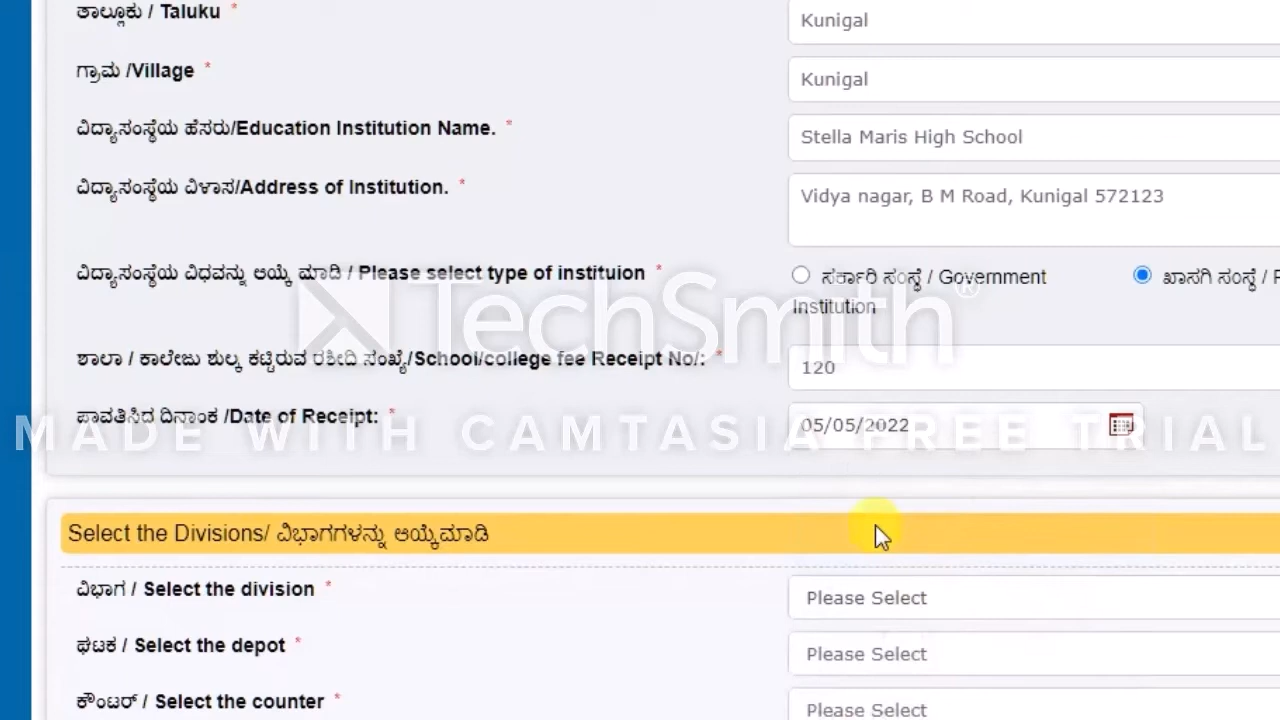 ತಾಲ್ಲೂಕು / Taluku * Kunigal
ಗ್ರಾಮ /Village * Kunigal
ವಿದ್ಯಾಸಂಸ್ಥೆಯ ಹೆಸರು/Education Institution Name. * Stella Maris High School
ವಿದ್ಯಾಸಂಸ್ಥೆಯ ವಿಳಾಸ/Address of Institution. * Vidya nagar, B M Road, Kunigal 572123
ವಿದ್ಯಾಸಂಸ್ಥೆಯ ವಿಧವನ್ನು ಆಯ್ಕೆ ಮಾಡಿ / Please select type of instituion * ಸರ್ಕಾರಿ ಸಂಸ್ಥೆ / Government ಖಾಸಗಿ ಸಂಸ್ಥೆ /
Institution
TechSmith®
ಶಾಲಾ / ಕಾಲೇಜು ಶುಲ್ಕ ಕಟ್ಟಿರುವ ರಶೀದಿ ಸಂಖ್ಯೆ/School/college fee Receipt No/: * 120
ಪಾವತಿಸಿದ ದಿನಾಂಕ /Date of Receipt: * 05/05/2022
MADE WITH CAMTASIA FREE TRIAL
Select the Divisions/ ವಿಭಾಗಗಳನ್ನು ಆಯ್ಕೆಮಾಡಿ
ವಿಭಾಗ / Select the division * Please Select
ಘಟಕ / Select the depot * Please Select
ಕೌಂಟರ್ / Select the counter * Please Select